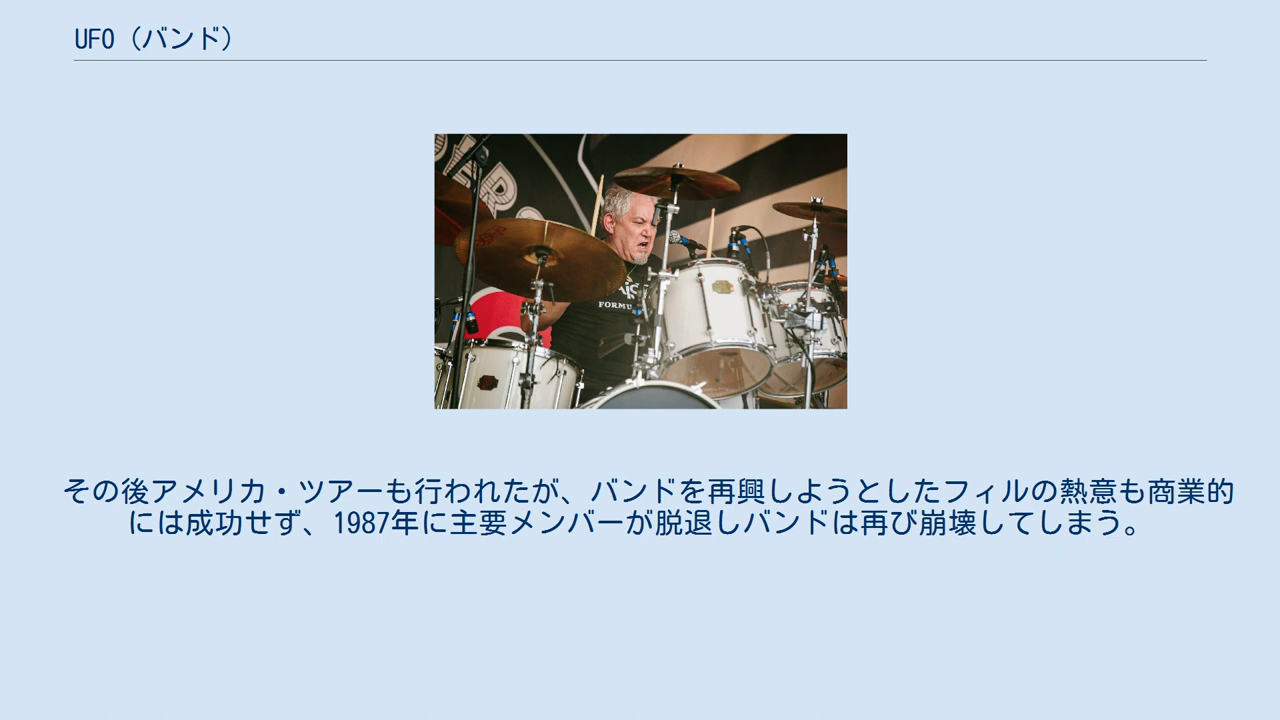 UFO（バンド）
FORMU
その後アメリカ・ツアーも行われたが、バンドを再興しようとしたフィルの熱意も商業的
には成功せず、1987年に主要メンバーが脱退しバンドは再び崩壊してしまう。